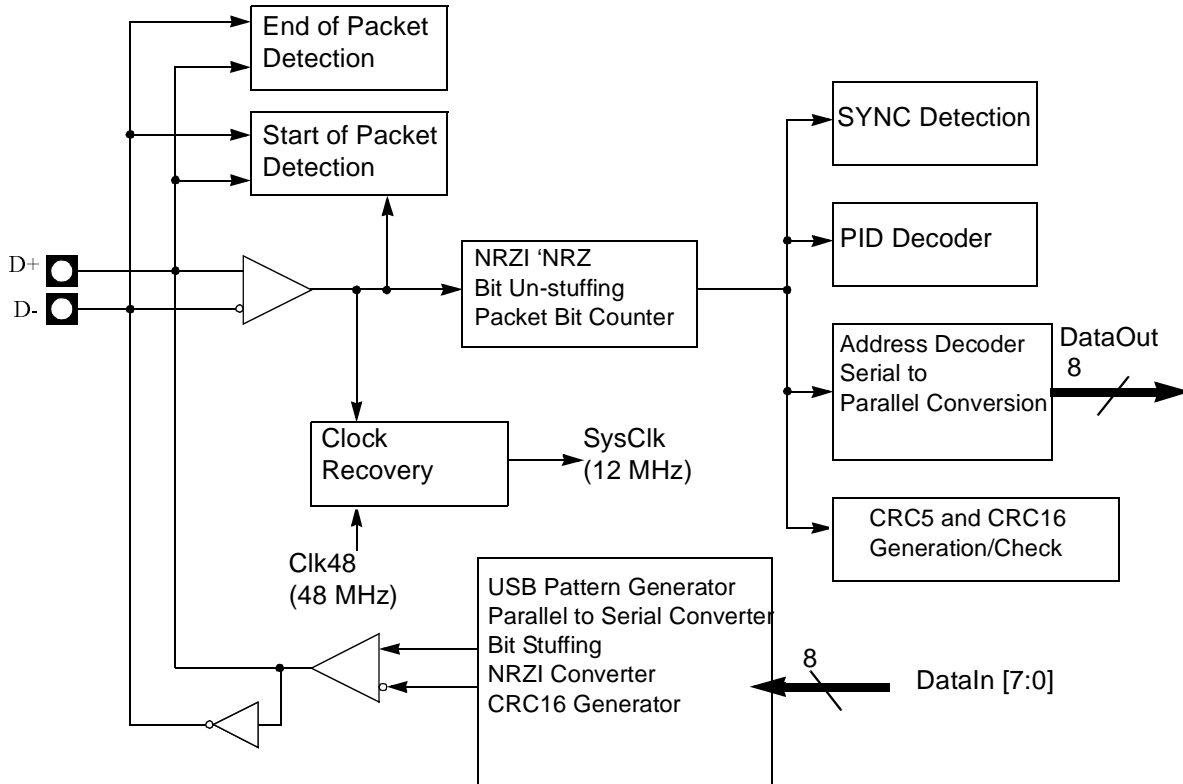 End of Packet
Detection
Start of Packet
Detection
SYNC Detection
PID Decoder
D+
D-
NRZI ‘NRZ
Bit Un-stuffing
Packet Bit Counter
Address Decoder
Serial to
Parallel Conversion
DataOut
8
Clock
Recovery
SysClk
(12 MHz)
CRC5 and CRC16
Generation/Check
Clk48
(48 MHz)
USB Pattern Generator
Parallel to Serial Converter
Bit Stuffing
NRZI Converter
CRC16 Generator
8
DataIn [7:0]